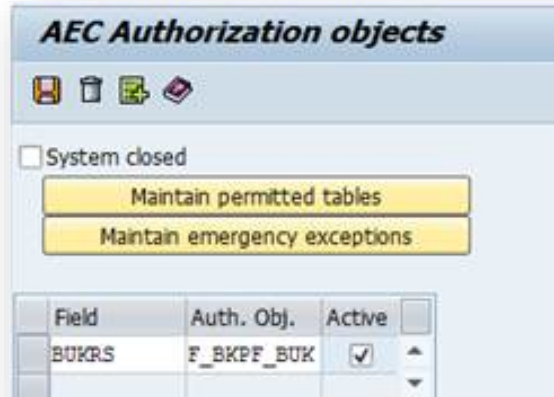 AEC Authorization objects
System closed
Maintain permitted tables
Maintain emergency exceptions
Field Auth. Obj. Active
BUKRS F_BKPF_BUK